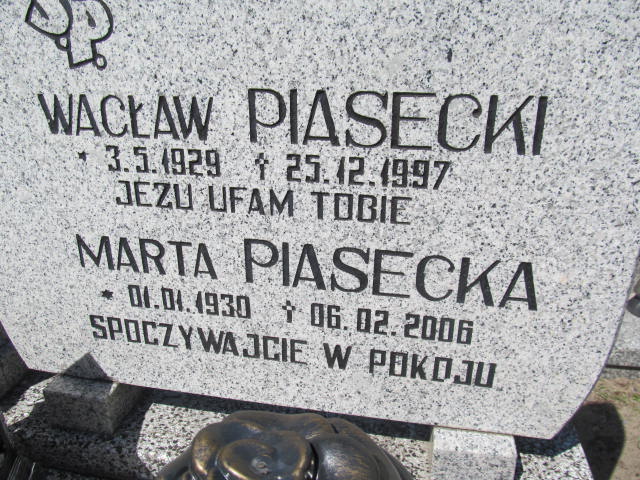 Ś.P.
WACŁAW PIASECKI
* 3.5.1929 † 25.12.1997
JEZU UFAM TOBIE
MARTA PIASECKA
* 01.01.1930 † 06.02.2006
SPOCZYWAJCIE W POKOJU